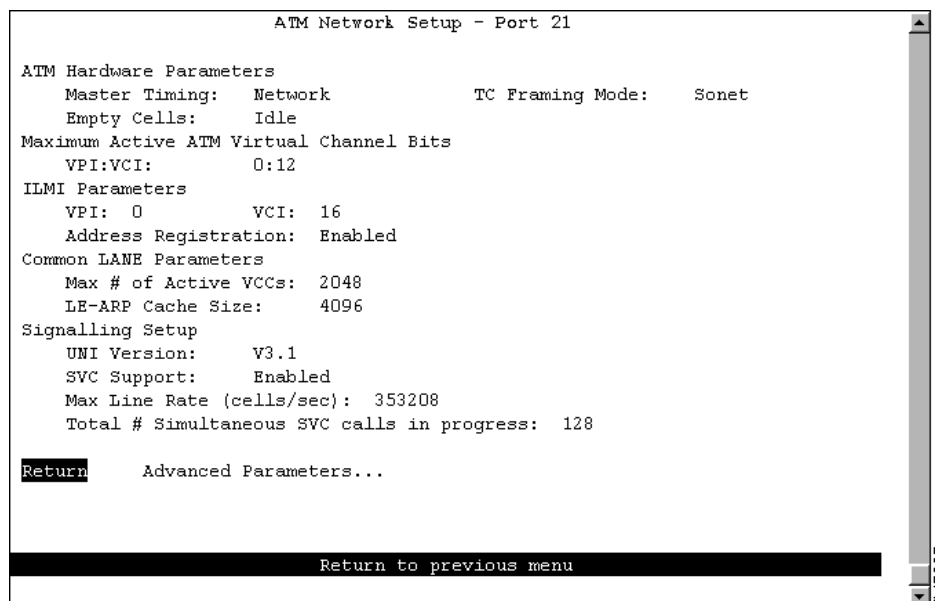 ATM Network Setup - Port 21
ATM Hardware Parameters
Master Timing: Network TC Framing Mode: Sonet
Empty Cells: Idle
Maximum Active ATM Virtual Channel Bits
VPI:VCI: 0:12
ILMI Parameters
VPI: 0 VCI: 16
Address Registration: Enabled
Common LANE Parameters
Max # of Active VCCs: 2048
LE-ARP Cache Size: 4096
Signalling Setup
UNI Version: V3.1
SVC Support: Enabled
Max Line Rate (cells/sec): 353208
Total # Simultaneous SVC calls in progress: 128
Return Advanced Parameters...
Return to previous menu